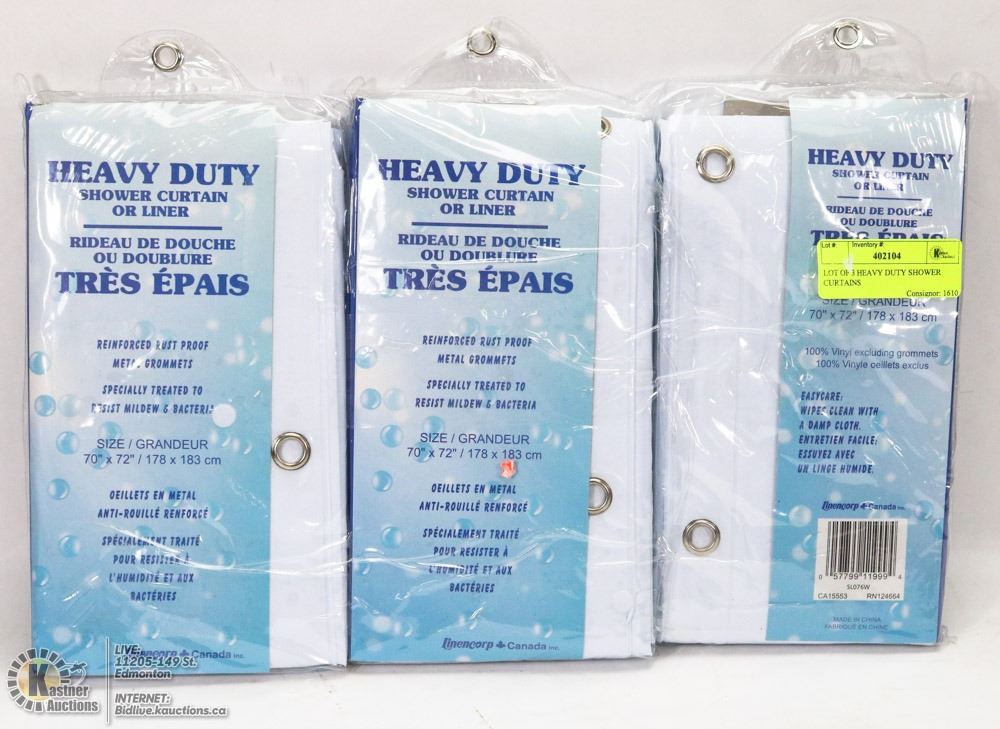 HEAVY DUTY
SHOWER CURTAIN
OR LINER
RIDEAU DE DOUCHE
OU DOUBLURE
TRÈS ÉPAIS
REINFORCED RUST PROOF
METAL GROMMETS
SPECIALLY TREATED TO
RESIST MILDEW & BACTERIA
SIZE / GRANDEUR
70" x 72" / 178 x 183 cm
OEILLETS EN METAL
ANTI-ROUILLÉ RENFORCÉ
SPÉCIALEMENT TRAITÉ
POUR RESISTER À
L'HUMIDITÉ ET AUX
BACTÉRIES
linencorp Canada inc.
HEAVY DUTY
SHOWER CURTAIN
OR LINER
RIDEAU DE DOUCHE
OU DOUBLURE
TRÈS ÉPAIS
REINFORCED RUST PROOF
METAL GROMMETS
SPECIALLY TREATED TO
RESIST MILDEW & BACTERIA
SIZE / GRANDEUR
70" x 72" / 178 x 183 cm
OEILLETS EN METAL
ANTI-ROUILLÉ RENFORCÉ
SPÉCIALEMENT TRAITÉ
POUR RESISTER À
L'HUMIDITÉ ET AUX
BACTÉRIES
linencorp Canada inc.
HEAVY DUTY
SHOWER CURTAIN
OR LINER
RIDEAU DE DOUCHE
OU DOUBLURE
TRÈS ÉPAIS
Lot #: Inventory #:
402104
LOT OF 3 HEAVY DUTY SHOWER
CURTAINS
Consignor: 1610
SIZE / GRANDEUR
70" x 72" / 178 x 183 cm
100% Vinyl excluding grommets
100% Vinyle oeillets exclus
EASYCARE:
WIPES CLEAN WITH
A DAMP CLOTH.
ENTRETIEN FACILE:
ESSUYEZ AVEC
UN LINGE HUMIDE.
linencorp Canada inc.
0 57799 11999 4
SL076W
CA15553 RN124664
MADE IN CHINA
FABRIQUÉ EN CHINE
Kastner
Auctions
LIVE:
11205-149 St.
Edmonton
INTERNET:
Bidlive.kauctions.ca